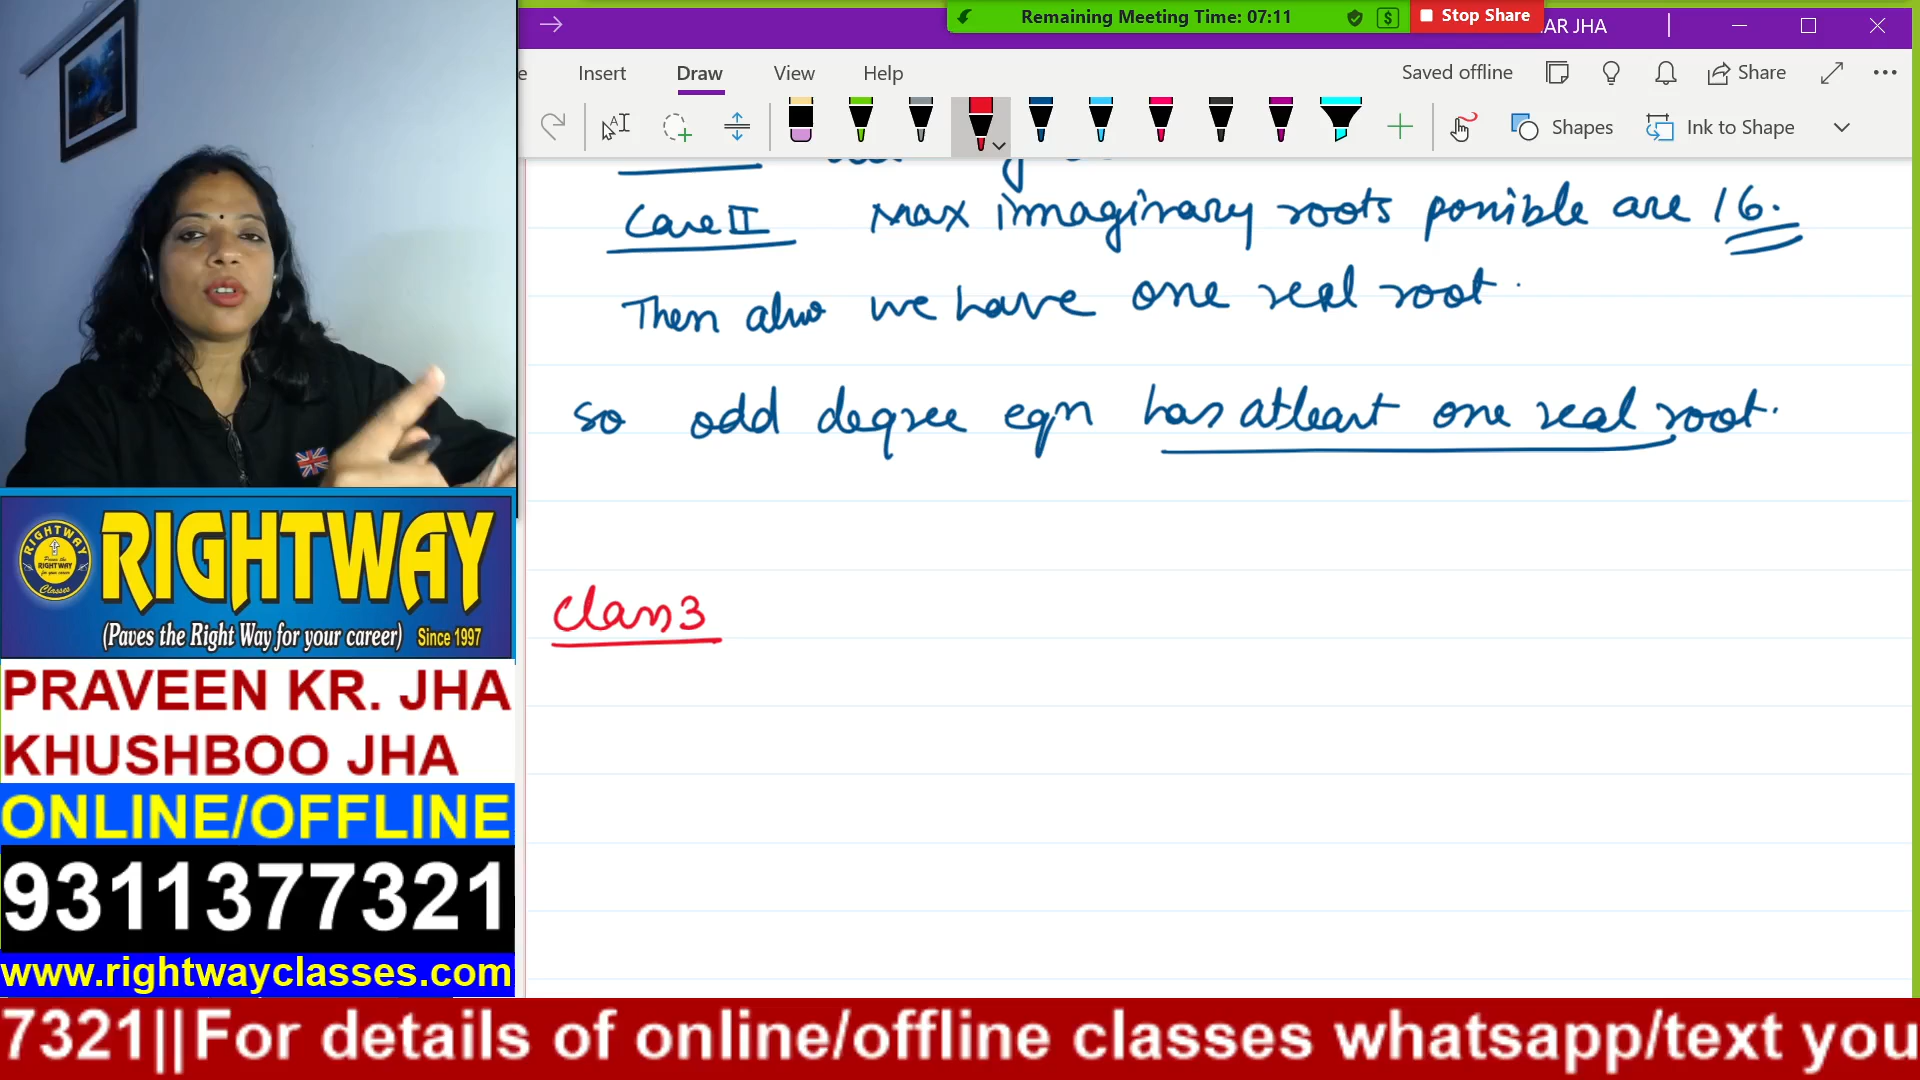 Remaining Meeting Time: 07:11
Stop Share
AR JHA
Insert
Draw
View
Help
Saved offline
Share
Shapes
Ink to Shape
Case II Max imaginary roots possible are 16.
Then also we have one real root.
so odd degree eqn has atleast one real root.
Class 3
RIGHTWAY
RIGHTWAY
Classes
(Paves the Right Way for your career) Since 1997
PRAVEEN KR. JHA
KHUSHBOO JHA
ONLINE/OFFLINE
9311377321
www.rightwayclasses.com
7321||For details of online/offline classes whatsapp/text you